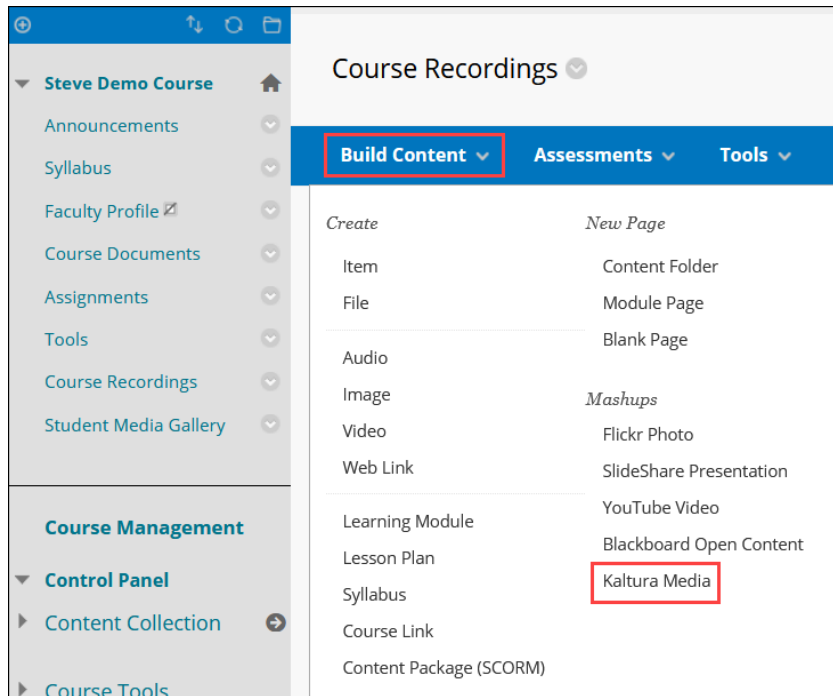 Steve Demo Course
Announcements
Syllabus
Faculty Profile
Course Documents
Assignments
Tools
Course Recordings
Student Media Gallery
Course Management
Control Panel
Content Collection
Course Tools
Course Recordings
Build Content
Assessments
Tools
Create
Item
File
Audio
Image
Video
Web Link
Learning Module
Lesson Plan
Syllabus
Course Link
Content Package (SCORM)
New Page
Content Folder
Module Page
Blank Page
Mashups
Flickr Photo
SlideShare Presentation
YouTube Video
Blackboard Open Content
Kaltura Media